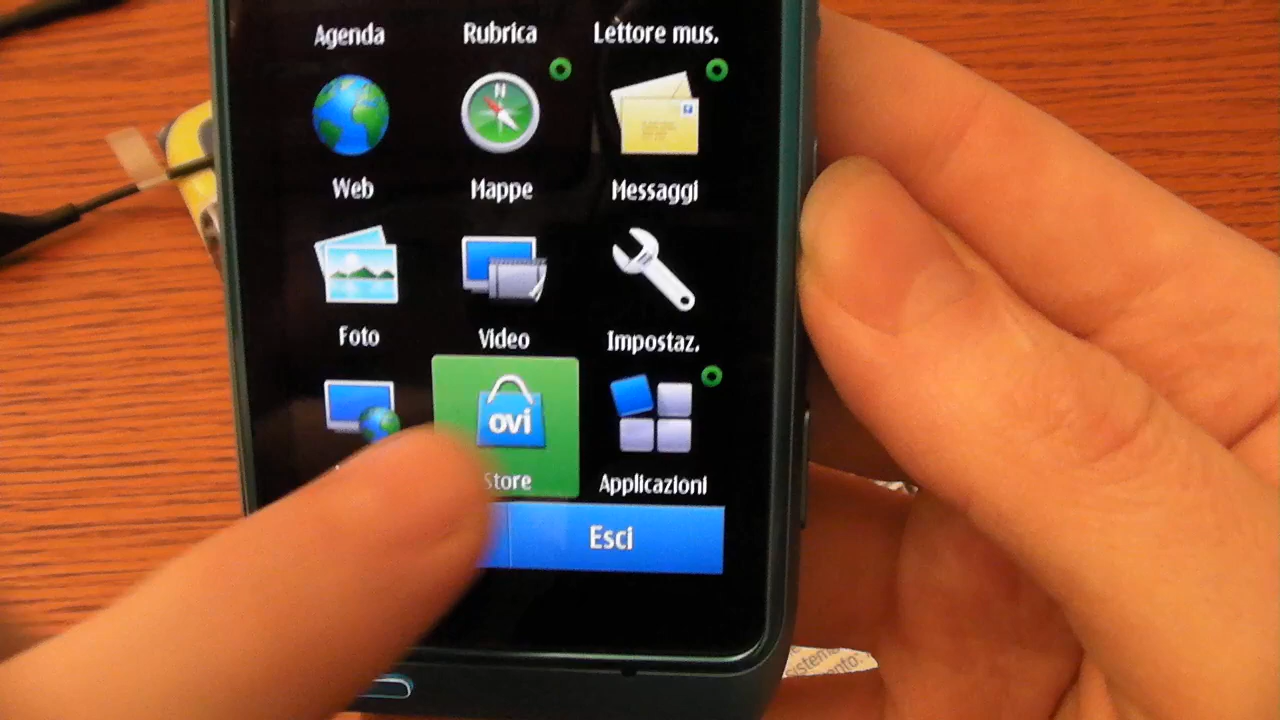 Agenda Rubrica Lettore mus.
N
Web Mappe Messaggi
Foto Video Impostaz.
ovi
Store Applicazioni
Esci